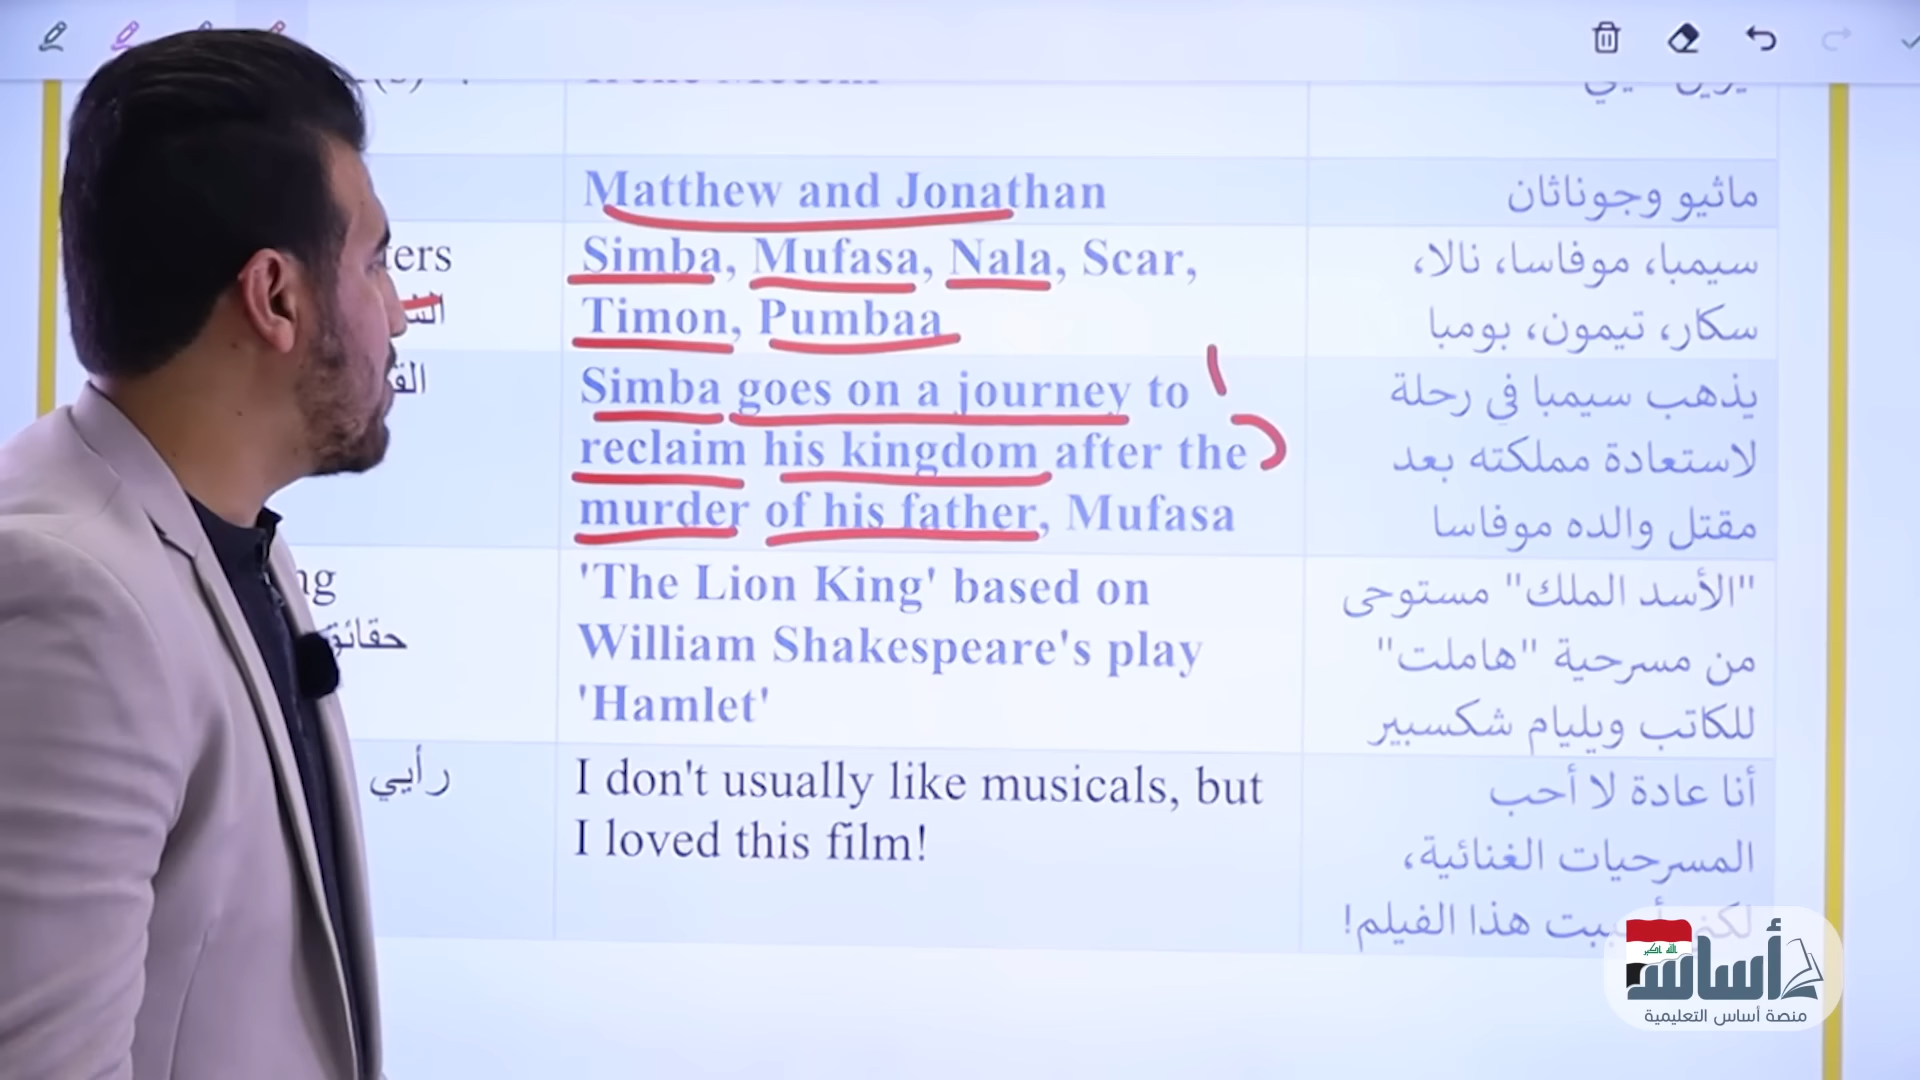 Matthew and Jonathan
ماثيو وجوناثان
Simba, Mufasa, Nala, Scar,
Timon, Pumbaa
سيمبا، موفاسا، نالا،
سكار، تيمون، بومبا
Simba goes on a journey to
reclaim his kingdom after the
murder of his father, Mufasa
يذهب سيمبا في رحلة
لاستعادة مملكته بعد
مقتل والده موفاسا
حقائق
'The Lion King' based on
William Shakespeare's play
'Hamlet'
"الأسد الملك" مستوحى
من مسرحية "هاملت"
للكاتب ويليام شكسبير
رأيي
I don't usually like musicals, but
I loved this film!
أنا عادة لا أحب
المسرحيات الغنائية،
هذا الفيلم!
أساس
منصة أساس التعليمية